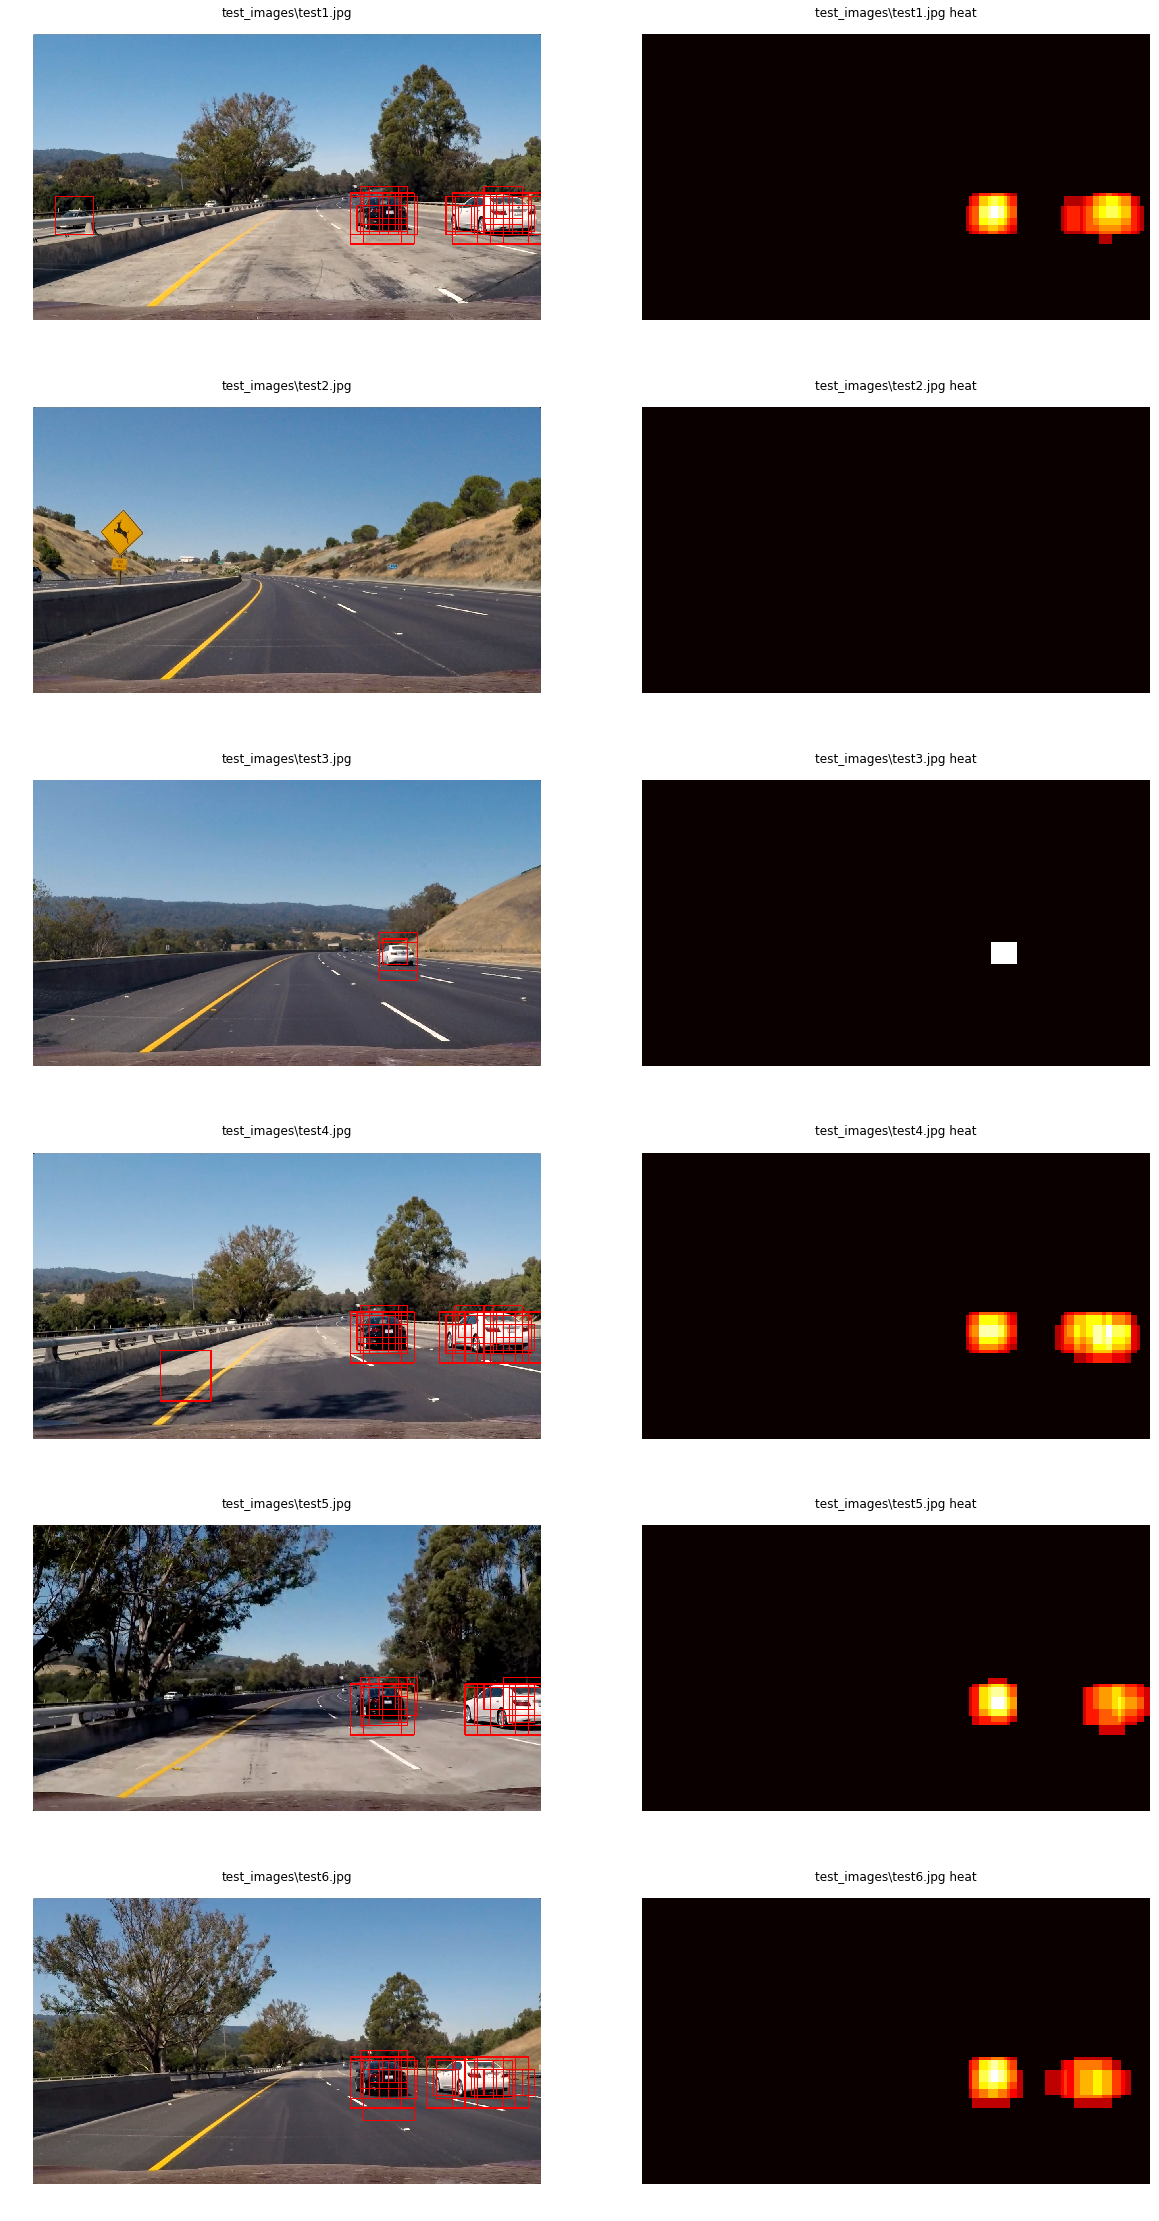 test_images\test1.jpg
test_images\test1.jpg heat
test_images\test2.jpg
test_images\test2.jpg heat
test_images\test3.jpg
test_images\test3.jpg heat
test_images\test4.jpg
test_images\test4.jpg heat
test_images\test5.jpg
test_images\test5.jpg heat
test_images\test6.jpg
test_images\test6.jpg heat